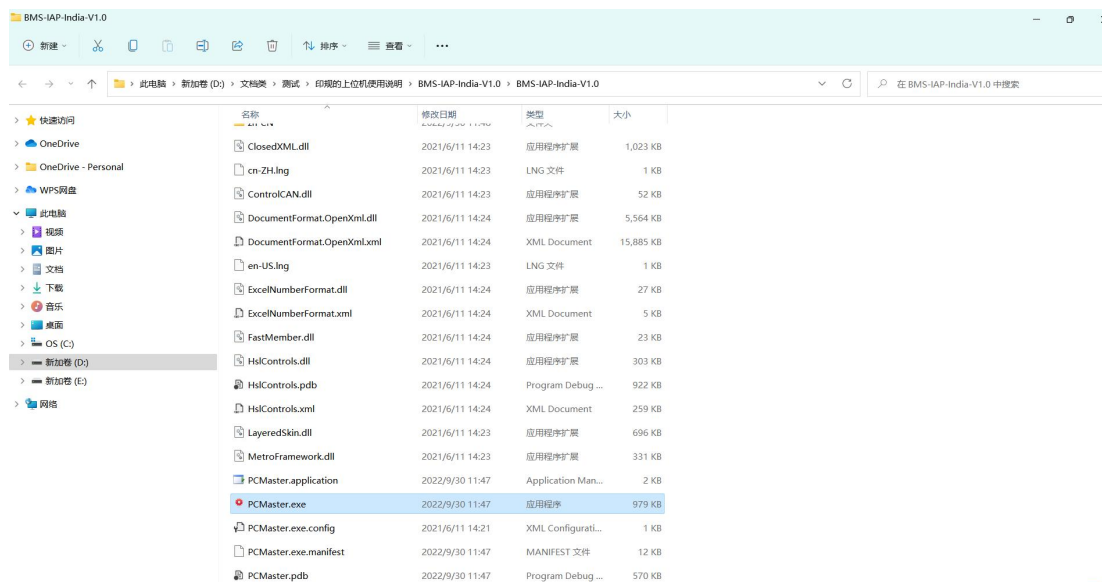 BMS-IAP-India-V1.0
新建 排序 查看 ···
此电脑 › 新加卷 (D:) › 文档类 › 测试 › 印规的上位机使用说明 › BMS-IAP-India-V1.0 › BMS-IAP-India-V1.0 在 BMS-IAP-India-V1.0 中搜索
快速访问
OneDrive
OneDrive - Personal
WPS网盘
此电脑
视频
图片
文档
下载
音乐
桌面
OS (C:)
新加卷 (D:)
新加卷 (E:)
网络
名称 修改日期 类型 大小
ClosedXML.dll 2021/6/11 14:23 应用程序扩展 1,023 KB
cn-ZH.lng 2021/6/11 14:23 LNG 文件 1 KB
ControlCAN.dll 2021/6/11 14:23 应用程序扩展 52 KB
DocumentFormat.OpenXml.dll 2021/6/11 14:24 应用程序扩展 5,564 KB
DocumentFormat.OpenXml.xml 2021/6/11 14:24 XML Document 15,885 KB
en-US.lng 2021/6/11 14:23 LNG 文件 1 KB
ExcelNumberFormat.dll 2021/6/11 14:24 应用程序扩展 27 KB
ExcelNumberFormat.xml 2021/6/11 14:24 XML Document 5 KB
FastMember.dll 2021/6/11 14:24 应用程序扩展 23 KB
HslControls.dll 2021/6/11 14:24 应用程序扩展 303 KB
HslControls.pdb 2021/6/11 14:24 Program Debug ... 922 KB
HslControls.xml 2021/6/11 14:24 XML Document 259 KB
LayeredSkin.dll 2021/6/11 14:23 应用程序扩展 696 KB
MetroFramework.dll 2021/6/11 14:23 应用程序扩展 331 KB
PCMaster.application 2022/9/30 11:47 Application Man... 2 KB
PCMaster.exe 2022/9/30 11:47 应用程序 979 KB
PCMaster.exe.config 2021/6/11 14:21 XML Configurati... 1 KB
PCMaster.exe.manifest 2022/9/30 11:47 MANIFEST 文件 12 KB
PCMaster.pdb 2022/9/30 11:47 Program Debug ... 570 KB